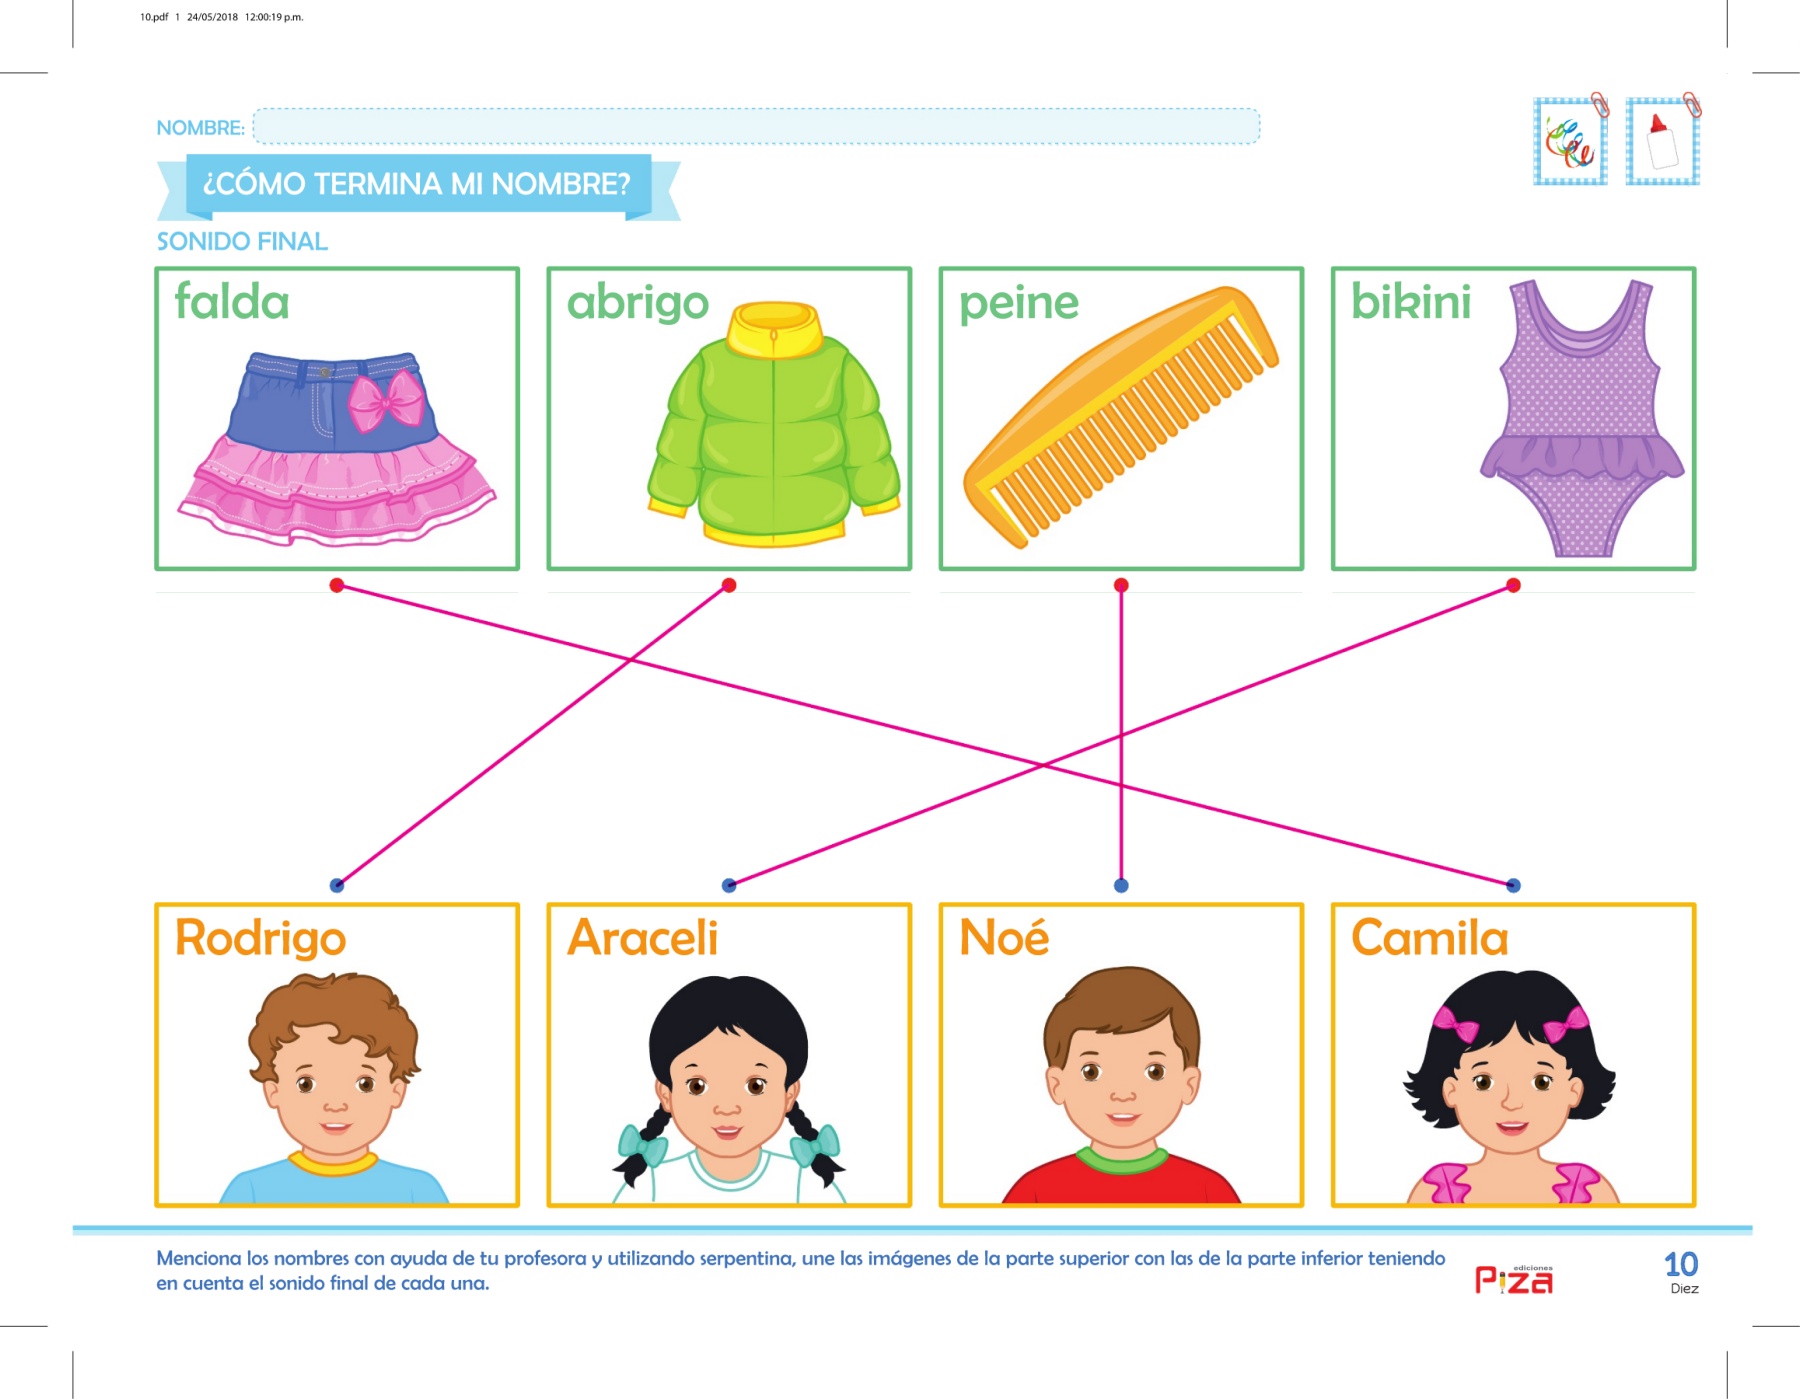 10.pdf 1 24/05/2018 12:00:19 p.m.
NOMBRE:
¿CÓMO TERMINA MI NOMBRE?
SONIDO FINAL
falda
abrigo
peine
bikini
Rodrigo
Araceli
Noé
Camila
Menciona los nombres con ayuda de tu profesora y utilizando serpentina, une las imágenes de la parte superior con las de la parte inferior teniendo
en cuenta el sonido final de cada una.
ediciones
Piza
10
Diez